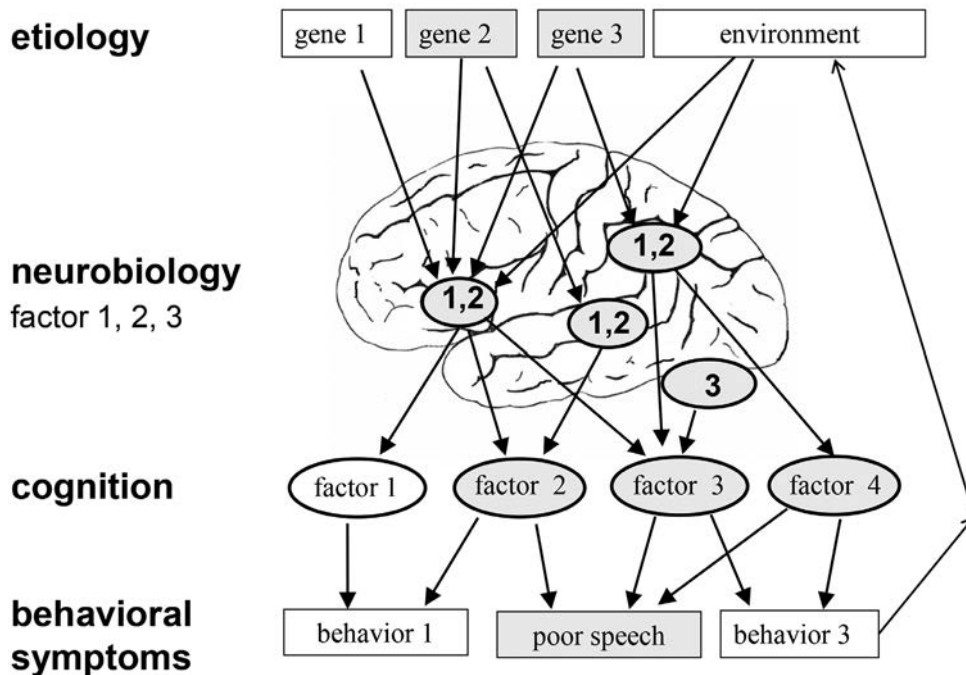 etiology
gene 1
gene 2
gene 3
environment
neurobiology
factor 1, 2, 3
1,2
1,2
1,2
3
cognition
factor 1
factor 2
factor 3
factor 4
behavioral
symptoms
behavior 1
poor speech
behavior 3